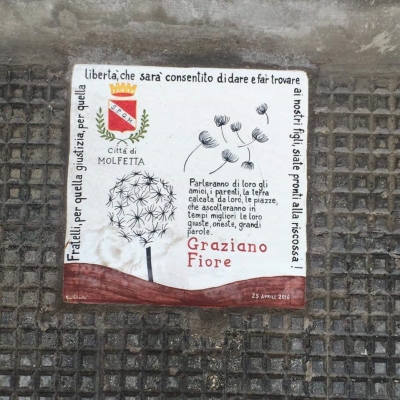 Fratelli, per quella giustizia, per quella
libertà, che sarà consentito di dare e far trovare
ai nostri figli, siate pronti alla riscossa!
S.P.Q.M.
Città di
MOLFETTA
Parleranno di loro gli
amici, i parenti, la terra
calcata da loro, le piazze,
che ascolteranno in
tempi migliori le loro
giuste, oneste, grandi
parole.
Graziano
Fiore
25 APRILE 2016